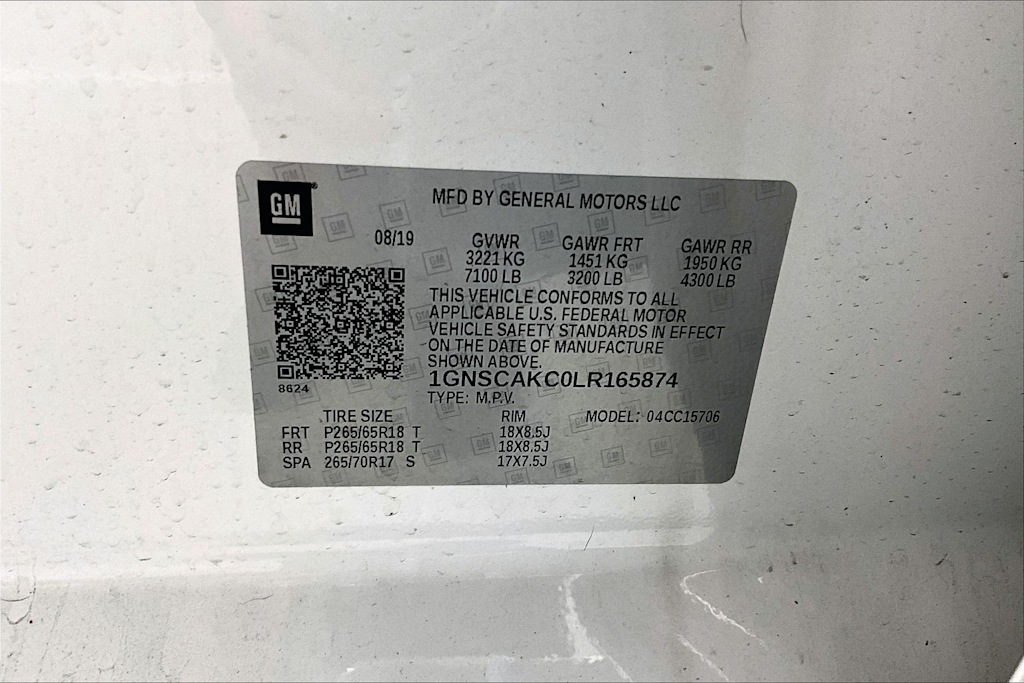 GM
MFD BY GENERAL MOTORS LLC
08/19
GVWR GAWR FRT GAWR RR
3221 KG 1451 KG 1950 KG
7100 LB 3200 LB 4300 LB
THIS VEHICLE CONFORMS TO ALL
APPLICABLE U.S. FEDERAL MOTOR
VEHICLE SAFETY STANDARDS IN EFFECT
ON THE DATE OF MANUFACTURE
SHOWN ABOVE.
8624
1GNSCAKC0LR165874
TYPE: M.P.V.
TIRE SIZE RIM MODEL: 04CC15706
FRT P265/65R18 T 18X8.5J
RR P265/65R18 T 18X8.5J
SPA 265/70R17 S 17X7.5J